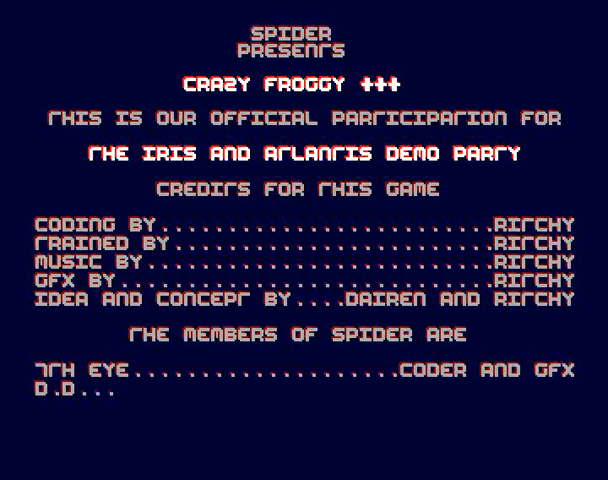 SPIDER
PRESENTS
CRAZY FROGGY +++
THIS IS OUR OFFICIAL PARTICIPATION FOR
THE IRIS AND ATLANTIS DEMO PARTY
CREDITS FOR THIS GAME
CODING BY.........................RITCHY
TRAINED BY........................RITCHY
MUSIC BY..........................RITCHY
GFX BY............................RITCHY
IDEA AND CONCEPT BY....DAIREN AND RITCHY
THE MEMBERS OF SPIDER ARE
7TH EYE....................CODER AND GFX
D.D...